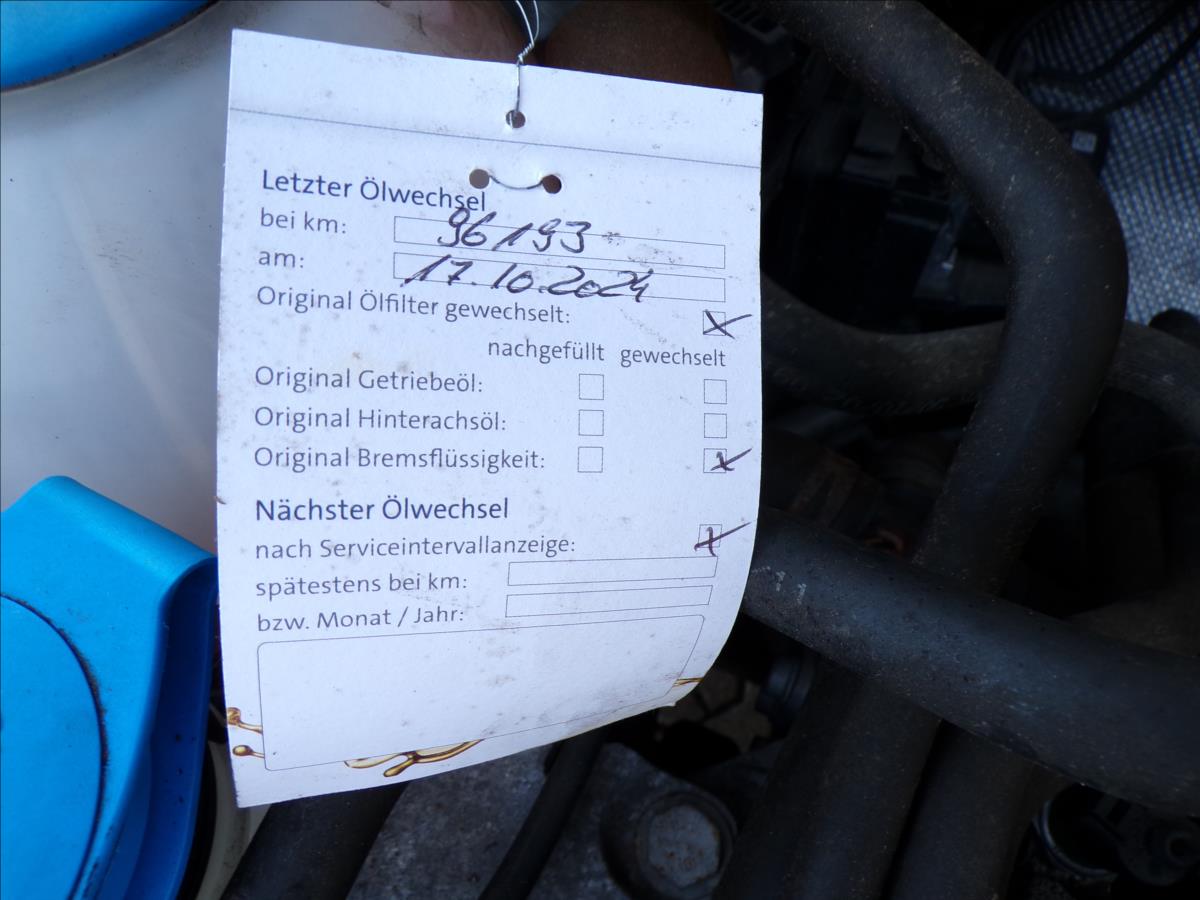 Letzter Ölwechsel
bei km: 96193
am: 17.10.2024
Original Ölfilter gewechselt:
nachgefüllt gewechselt
Original Getriebeöl:
Original Hinterachsöl:
Original Bremsflüssigkeit:
Nächster Ölwechsel
nach Serviceintervallanzeige:
spätestens bei km:
bzw. Monat / Jahr: